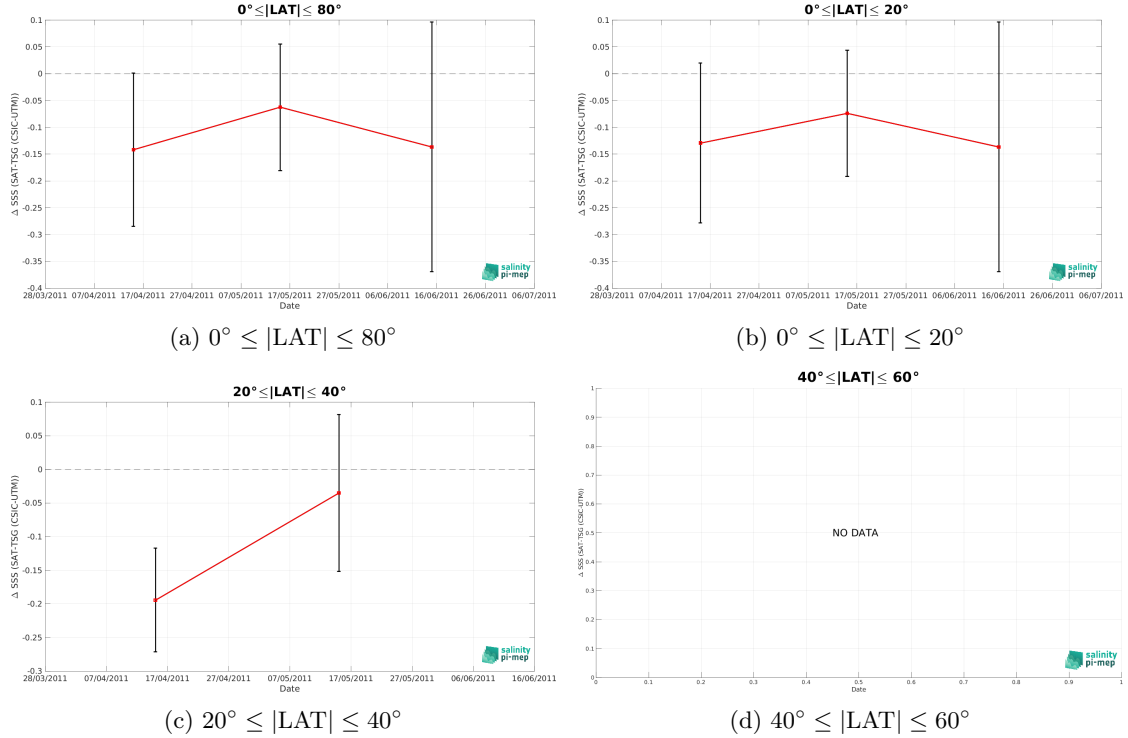 0°≤|LAT|≤ 80°
0.1
0.05
0
-0.05
-0.1
-0.15
-0.2
-0.25
-0.3
-0.35
-0.4
Δ SSS (SAT-TSG (CSIC-UTM))
28/03/2011 07/04/2011 17/04/2011 27/04/2011 07/05/2011 17/05/2011 27/05/2011 06/06/2011 16/06/2011 26/06/2011 06/07/2011
Date
salinity
pi-mep
(a) 0° ≤ |LAT| ≤ 80°
0°≤|LAT|≤ 20°
0.1
0.05
0
-0.05
-0.1
-0.15
-0.2
-0.25
-0.3
-0.35
-0.4
Δ SSS (SAT-TSG (CSIC-UTM))
28/03/2011 07/04/2011 17/04/2011 27/04/2011 07/05/2011 17/05/2011 27/05/2011 06/06/2011 16/06/2011 26/06/2011 06/07/2011
Date
salinity
pi-mep
(b) 0° ≤ |LAT| ≤ 20°
20°≤|LAT|≤ 40°
0.1
0.05
0
-0.05
-0.1
-0.15
-0.2
-0.25
-0.3
Δ SSS (SAT-TSG (CSIC-UTM))
28/03/2011 07/04/2011 17/04/2011 27/04/2011 07/05/2011 17/05/2011 27/05/2011 06/06/2011 16/06/2011
Date
salinity
pi-mep
(c) 20° ≤ |LAT| ≤ 40°
40°≤|LAT|≤ 60°
1
0.9
0.8
0.7
0.6
0.5
0.4
0.3
0.2
0.1
0
Δ SSS (SAT-TSG (CSIC-UTM))
NO DATA
0 0.1 0.2 0.3 0.4 0.5 0.6 0.7 0.8 0.9 1
Date
salinity
pi-mep
(d) 40° ≤ |LAT| ≤ 60°